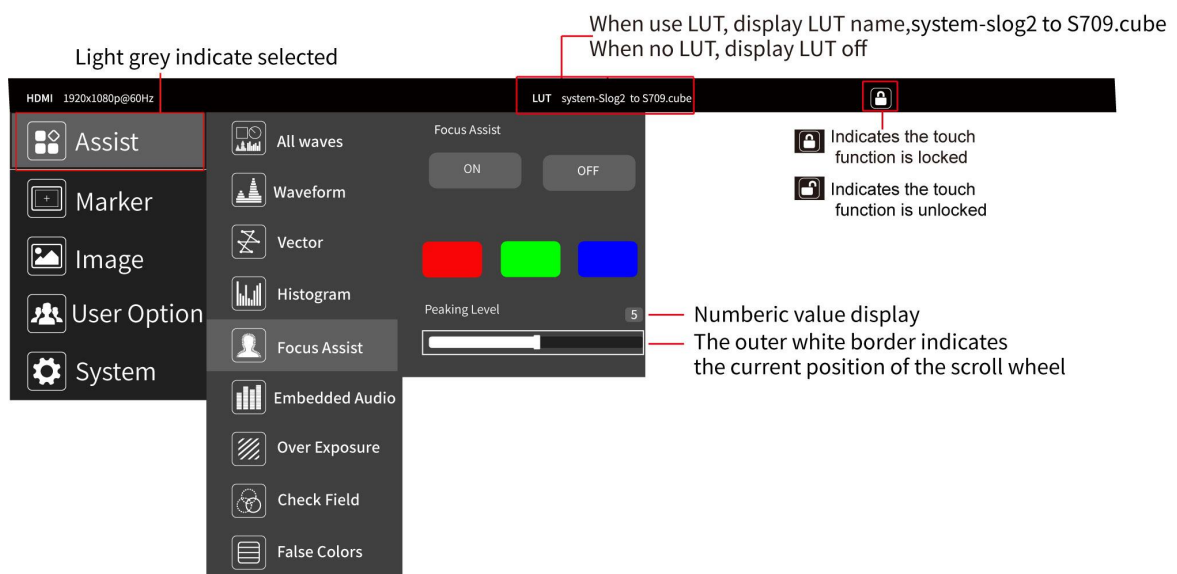 When use LUT, display LUT name,system-slog2 to S709.cube
When no LUT, display LUT off
Light grey indicate selected
HDMI 1920x1080p@60Hz
LUT system-Slog2 to S709.cube
Assist
Marker
Image
User Option
System
All waves
Waveform
Vector
Histogram
Focus Assist
Embedded Audio
Over Exposure
Check Field
False Colors
Focus Assist
ON
OFF
Peaking Level
5
Indicates the touch
function is locked
Indicates the touch
function is unlocked
Numberic value display
The outer white border indicates
the current position of the scroll wheel